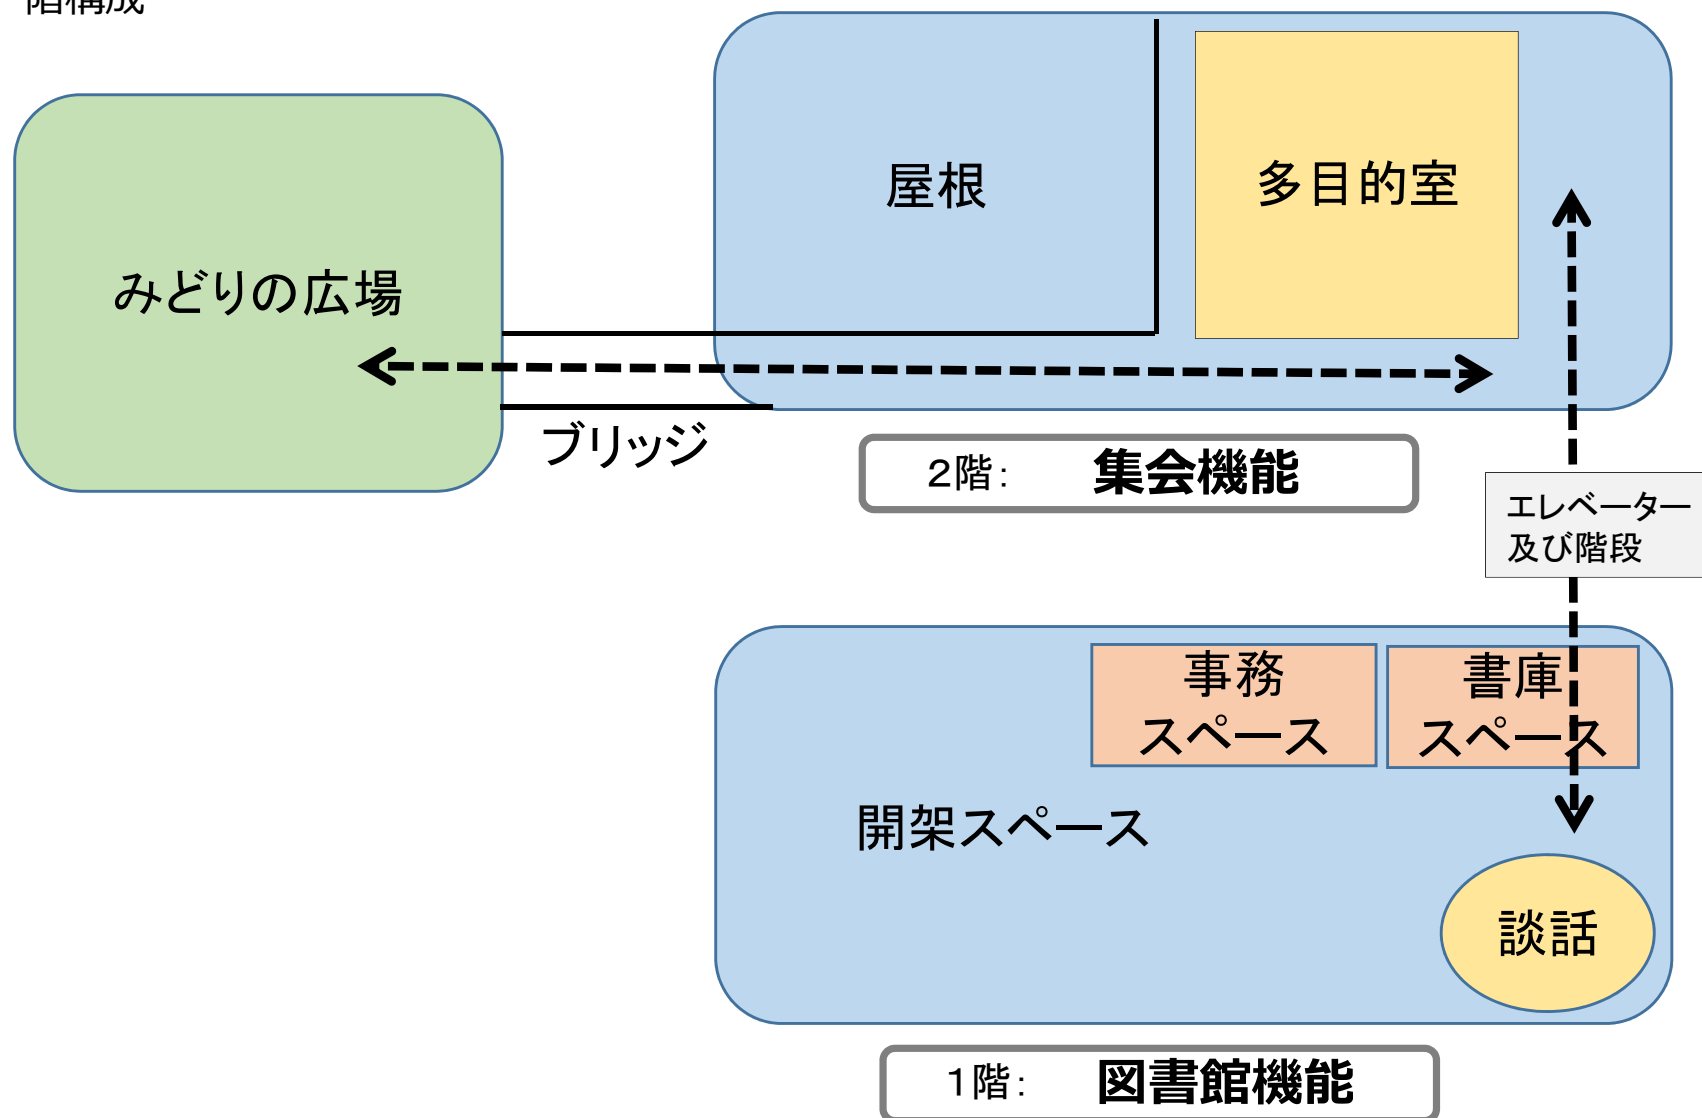 階構成
屋根
多目的室
みどりの広場
ブリッジ
2階: 集会機能
エレベーター
及び階段
事務
スペース
書庫
スペース
開架スペース
談話
1階: 図書館機能